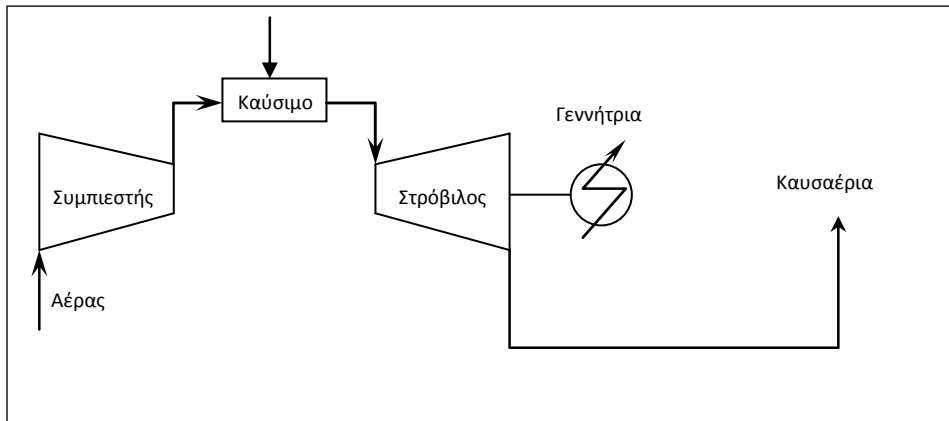 Καύσιμο
Γεννήτρια
Καυσαέρια
Συμπιεστής
Στρόβιλος
Αέρας